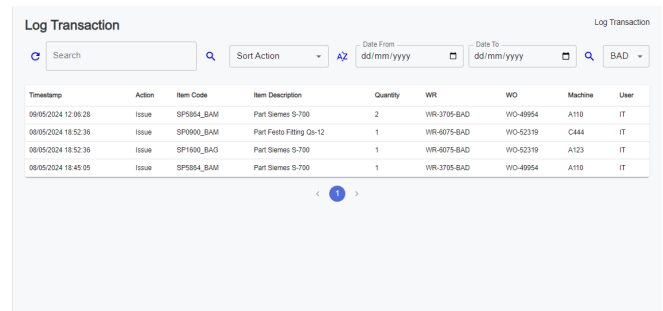 Log Transaction
Log Transaction
Search
Sort Action
AZ
Date From
dd/mm/yyyy
Date To
dd/mm/yyyy
BAD
Timestamp Action Item Code Item Description Quantity WR WO Machine User
09/05/2024 12:06:28 Issue SP5864_BAM Part Siemes S-700 2 WR-3705-BAD WO-49954 A110 IT
08/05/2024 18:52:36 Issue SP0900_BAM Part Festo Fitting Qs-12 1 WR-6075-BAD WO-52319 C444 IT
08/05/2024 18:52:36 Issue SP1600_BAG Part Siemes S-700 1 WR-6075-BAD WO-52319 A123 IT
08/05/2024 18:45:05 Issue SP5864_BAM Part Siemes S-700 1 WR-3705-BAD WO-49954 A110 IT
1